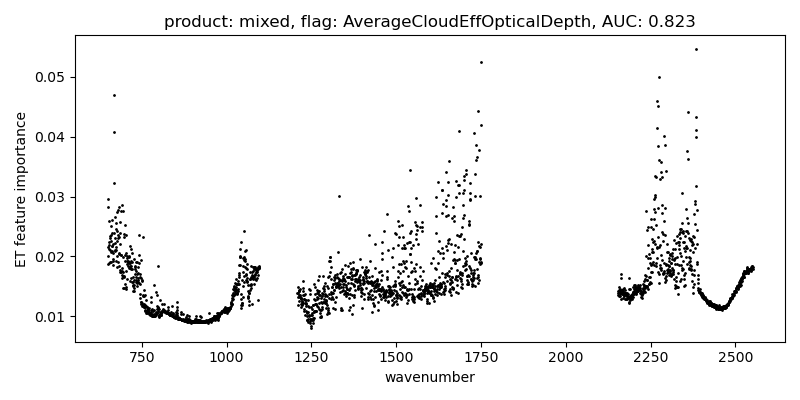 product: mixed, flag: AverageCloudEffOpticalDepth, AUC: 0.823
ET feature importance
0.05
0.04
0.03
0.02
0.01
750 1000 1250 1500 1750 2000 2250 2500
wavenumber